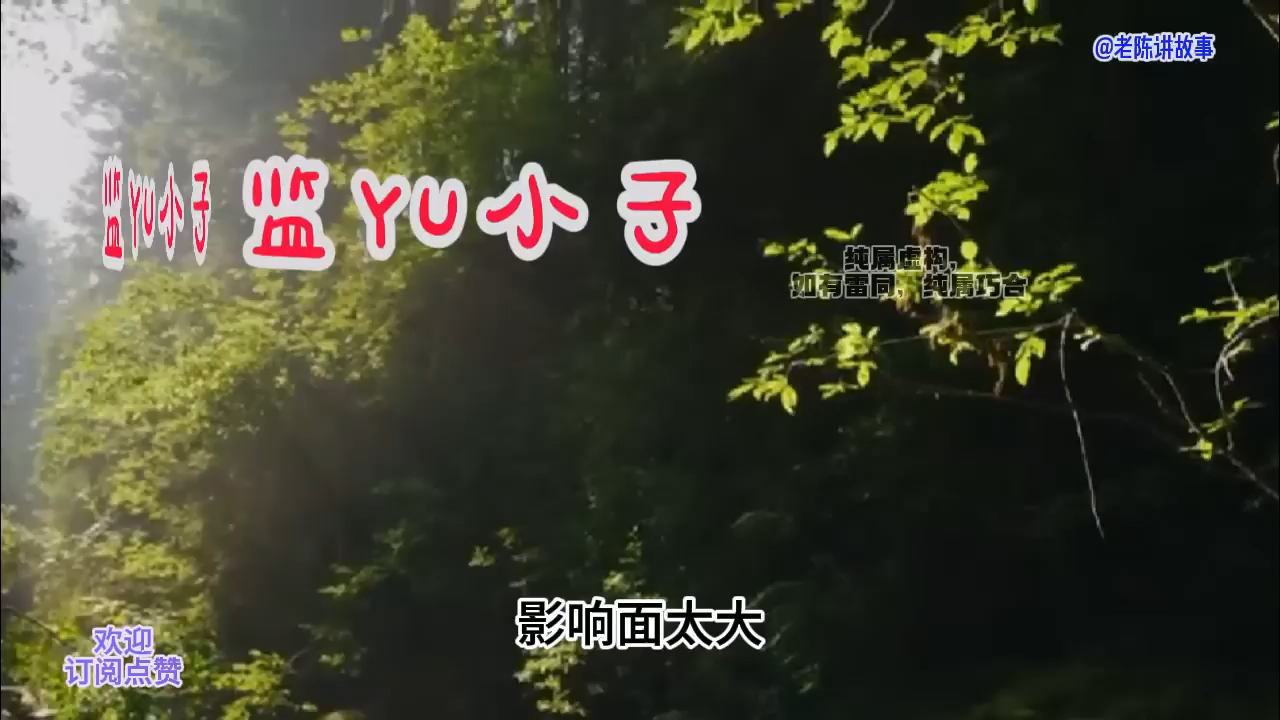 @老陈讲故事
监YU小子
监YU小子
纯属虚构,
如有雷同,纯属巧合
影响面太大
欢迎
订阅点赞